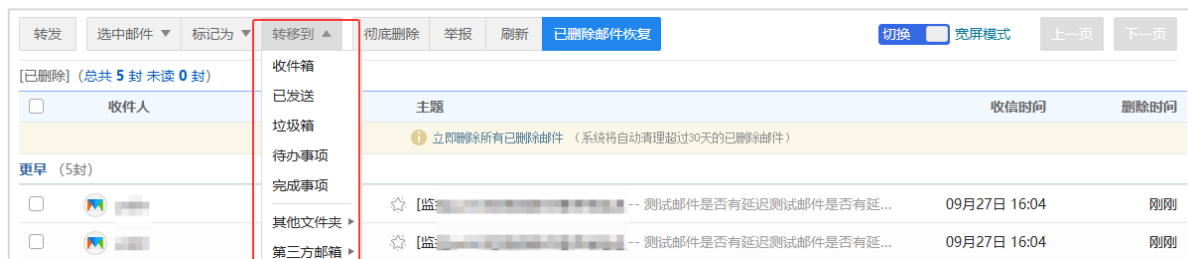 转发 选中邮件 标记为 转移到 彻底删除 举报 刷新 已删除邮件恢复 切换 宽屏模式 上一页 下一页
收件箱
[已删除]（总共 5 封 未读 0 封）
已发送
收件人 主题 收信时间 删除时间
垃圾箱
立即删除所有已删除邮件 （系统将自动清理超过30天的已删除邮件）
待办事项
更早 （5封）
完成事项
[监 -- 测试邮件是否有延迟测试邮件是否有延... 09月27日 16:04 刚刚
其他文件夹
[监 -- 测试邮件是否有延迟测试邮件是否有延... 09月27日 16:04 刚刚
第三方邮箱